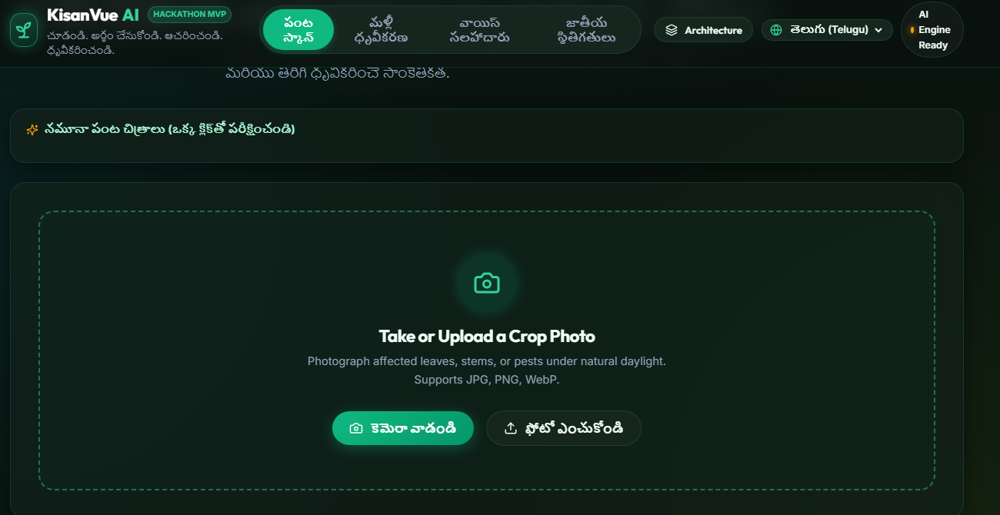 KisanVue AI HACKATHON MVP
చూడండి. అర్థం చేసుకోండి. ఆచరించండి.
ధృవీకరించండి.
పంట
స్కాన్
మళ్లీ
ధృవీకరణ
వాయిస్
సలహాదారు
జాతీయ
స్థితిగతులు
Architecture
తెలుగు (Telugu)
AI
Engine
Ready
మరియు తిరిగి ధృవీకరించే సాంకేతికత.
నమూనా పంట చిత్రాలు (ఒక్క క్లిక్‌తో పరీక్షించండి)
Take or Upload a Crop Photo
Photograph affected leaves, stems, or pests under natural daylight.
Supports JPG, PNG, WebP.
కెమెరా వాడండి
ఫోటో ఎంచుకోండి